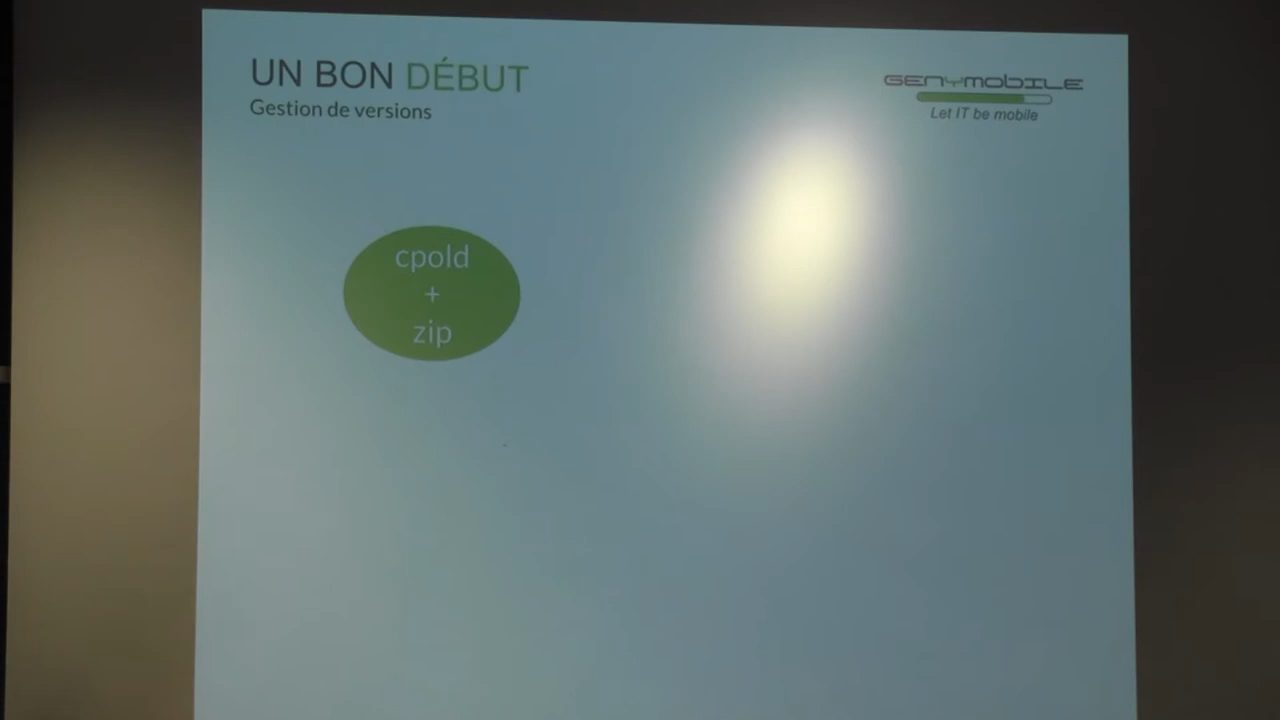 UN BON DÉBUT
Gestion de versions
GENYMOBILE
Let IT be mobile
cpold
+
zip